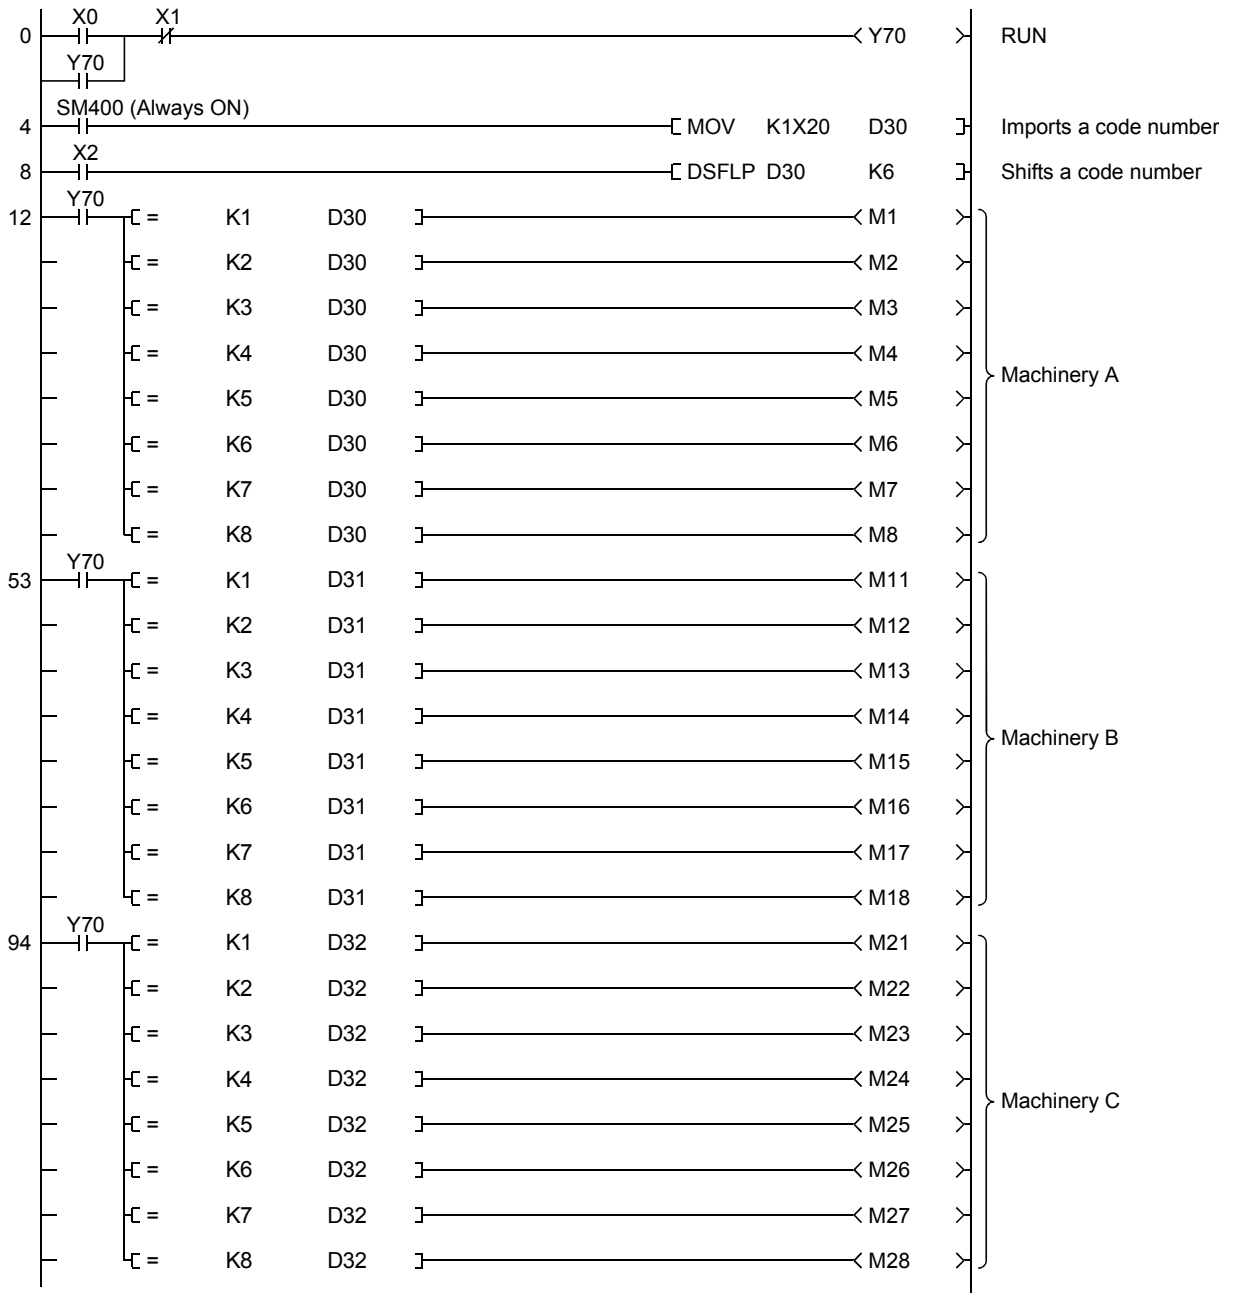 X0 X1
0 Y70 RUN
Y70
SM400 (Always ON)
4 MOV K1X20 D30 Imports a code number
X2
8 DSFLP D30 K6 Shifts a code number
Y70
12 = K1 D30 M1
= K2 D30 M2
= K3 D30 M3
= K4 D30 M4
Machinery A
= K5 D30 M5
= K6 D30 M6
= K7 D30 M7
= K8 D30 M8
Y70
53 = K1 D31 M11
= K2 D31 M12
= K3 D31 M13
= K4 D31 M14
Machinery B
= K5 D31 M15
= K6 D31 M16
= K7 D31 M17
= K8 D31 M18
Y70
94 = K1 D32 M21
= K2 D32 M22
= K3 D32 M23
= K4 D32 M24
Machinery C
= K5 D32 M25
= K6 D32 M26
= K7 D32 M27
= K8 D32 M28